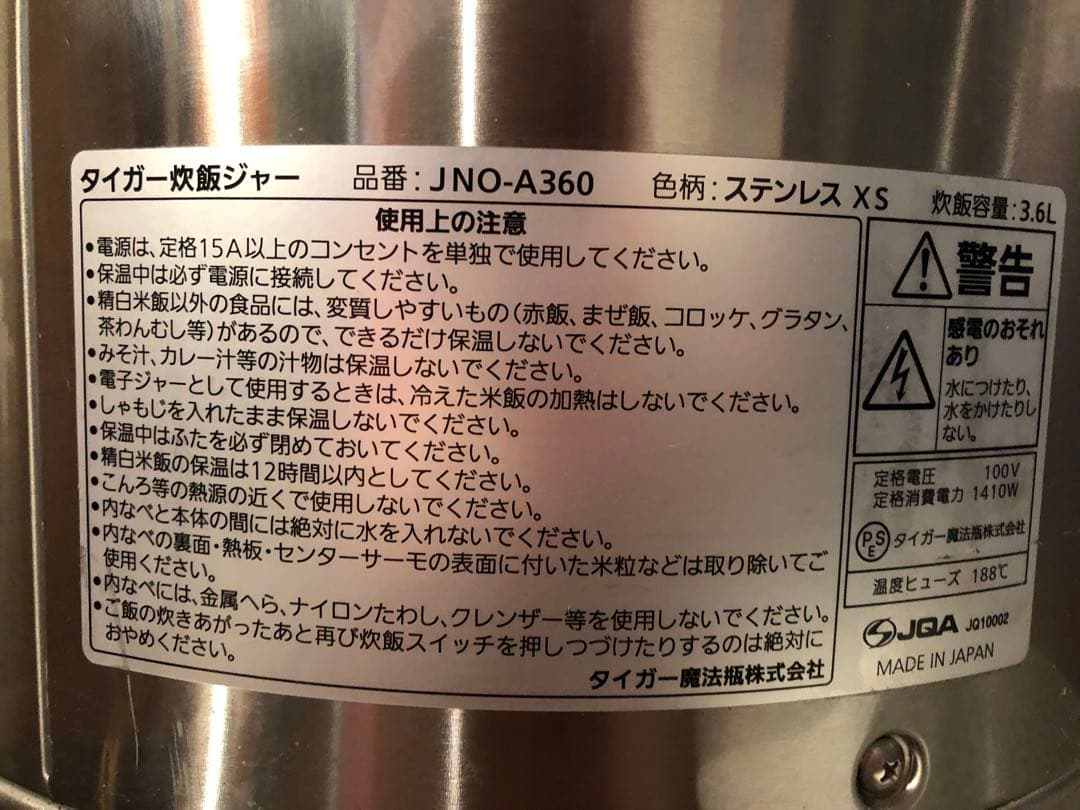 タイガー炊飯ジャー 品番:JNO-A360 色柄:ステンレス XS 炊飯容量:3.6L
使用上の注意
•電源は、定格15A以上のコンセントを単独で使用してください。
•保温中は必ず電源に接続してください。
•精白米飯以外の食品には、変質しやすいもの(赤飯、まぜ飯、コロッケ、グラタン、
茶わんむし等)があるので、できるだけ保温しないでください。
•みそ汁、カレー汁等の汁物は保温しないでください。
•電子ジャーとして使用するときは、冷えた米飯の加熱はしないでください。
•しゃもじを入れたまま保温しないでください。
•保温中はふたを必ず閉めておいてください。
•精白米飯の保温は12時間以内としてください。
•こんろ等の熱源の近くで使用しないでください。
•内なべと本体の間には絶対に水を入れないでください。
•内なべの裏面・熱板・センターサーモの表面に付いた米粒などは取り除いてご
使用ください。
•内なべには、金属へら、ナイロンたわし、クレンザー等を使用しないでください。
•ご飯の炊きあがったあと再び炊飯スイッチを押しつづけたりするのは絶対に
おやめください。
タイガー魔法瓶株式会社
警告
感電のおそれ
あり
水につけたり、
水をかけたりし
ない。
定格電圧 100V
定格消費電力 1410W
PSE タイガー魔法瓶株式会社
温度ヒューズ 188℃
JQA JQ10002
MADE IN JAPAN